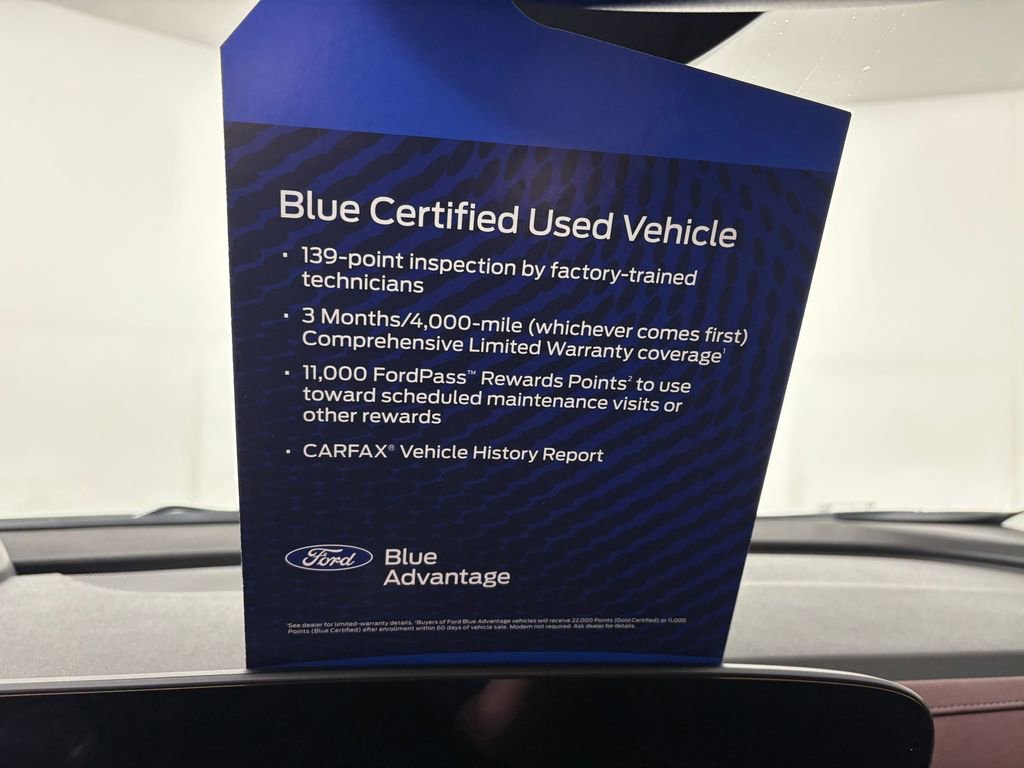 Blue Certified Used Vehicle
· 139-point inspection by factory-trained
technicians
· 3 Months/4,000-mile (whichever comes first)
Comprehensive Limited Warranty coverage¹
· 11,000 FordPass™ Rewards Points² to use
toward scheduled maintenance visits or
other rewards
· CARFAX® Vehicle History Report
Ford
Blue
Advantage
¹See dealer for limited-warranty details. ²Buyers of Ford Blue Advantage vehicles will receive 22,000 Points (Gold Certified) or 11,000
Points (Blue Certified) after enrollment within 60 days of vehicle sale. Modem not required. Ask dealer for details.